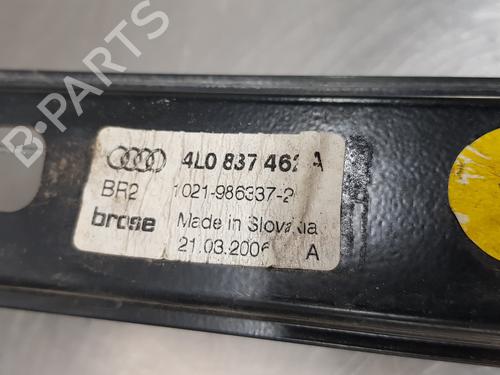 4L0 837 462 A
BR2 1021-986337-2
brose Made in Slovakia
21.03.2006 A
B-PARTS